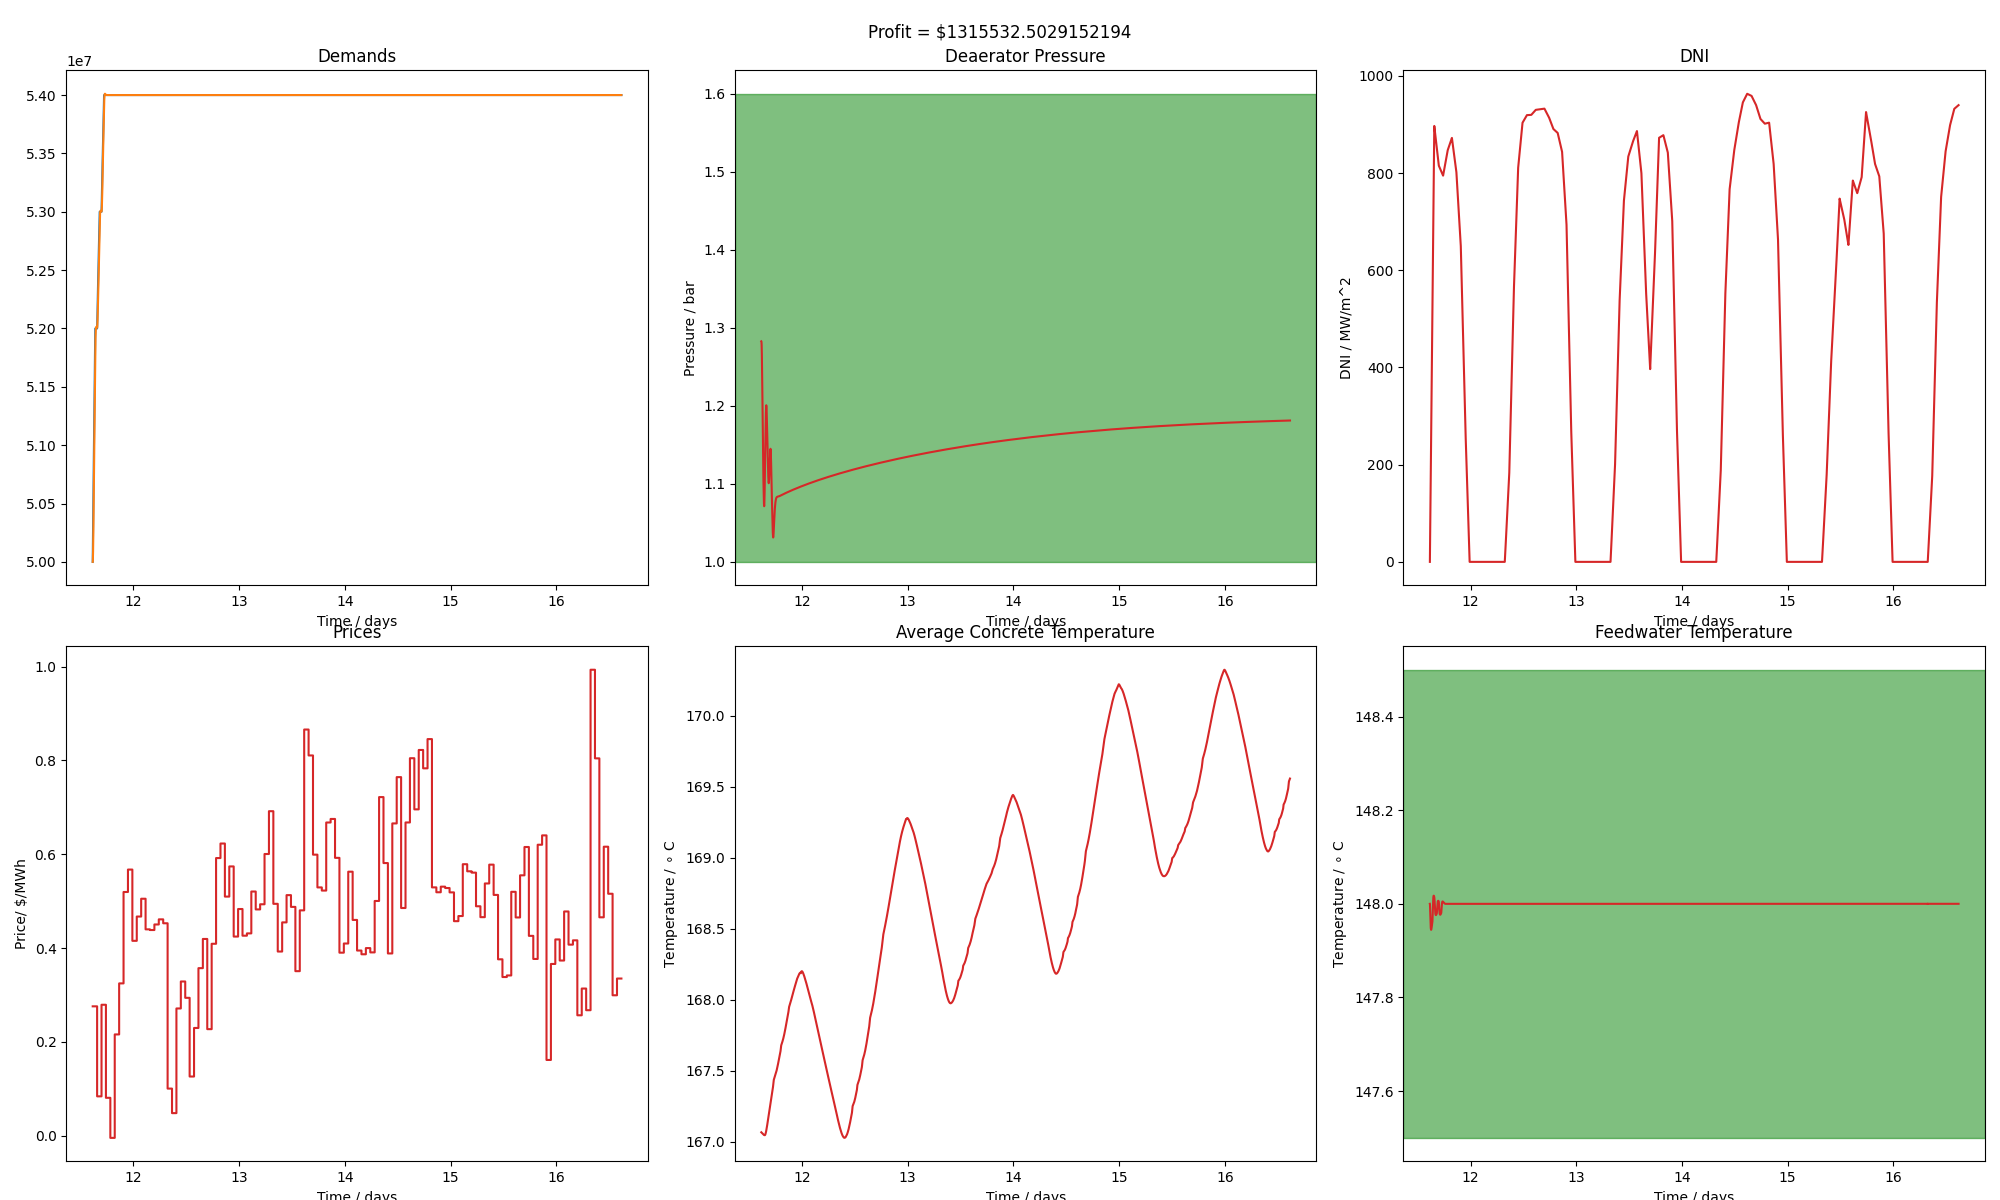 Profit = $1315532.5029152194
Demands
1e7
5.40
5.35
5.30
5.25
5.20
5.15
5.10
5.05
5.00
12 13 14 15 16
Time / days
Deaerator Pressure
Pressure / bar
1.6
1.5
1.4
1.3
1.2
1.1
1.0
12 13 14 15 16
Time / days
DNI
DNI / MW/m^2
1000
800
600
400
200
0
12 13 14 15 16
Time / days
Prices
Price/ $/MWh
1.0
0.8
0.6
0.4
0.2
0.0
12 13 14 15 16
Time / days
Average Concrete Temperature
Temperature / ∘ C
170.0
169.5
169.0
168.5
168.0
167.5
167.0
12 13 14 15 16
Time / days
Feedwater Temperature
Temperature / ∘ C
148.4
148.2
148.0
147.8
147.6
12 13 14 15 16
Time / days